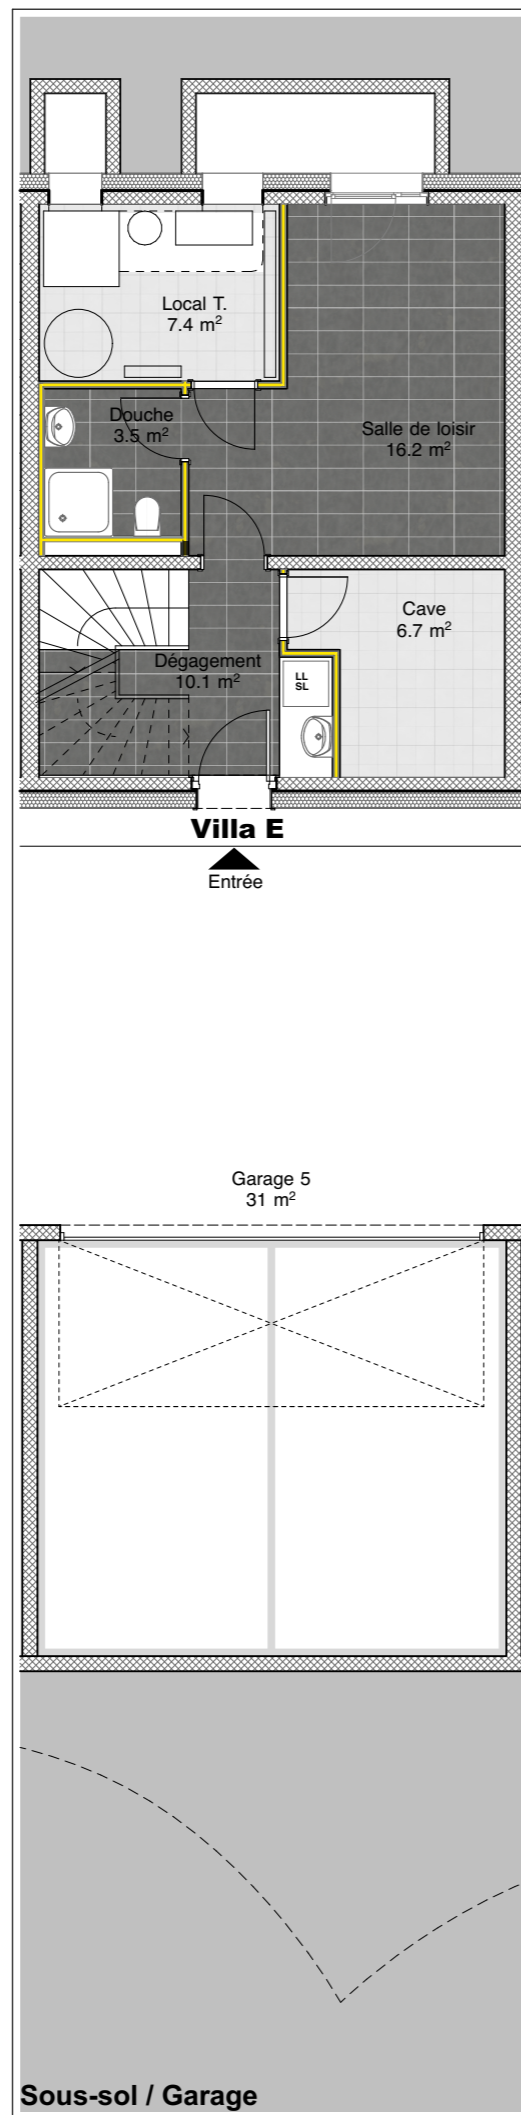 Local T.
7.4 m²
Douche
3.5 m²
Salle de loisir
16.2 m²
Cave
6.7 m²
Dégagement
10.1 m²
LL
SL
Villa E
Entrée
Garage 5
31 m²
Sous-sol / Garage